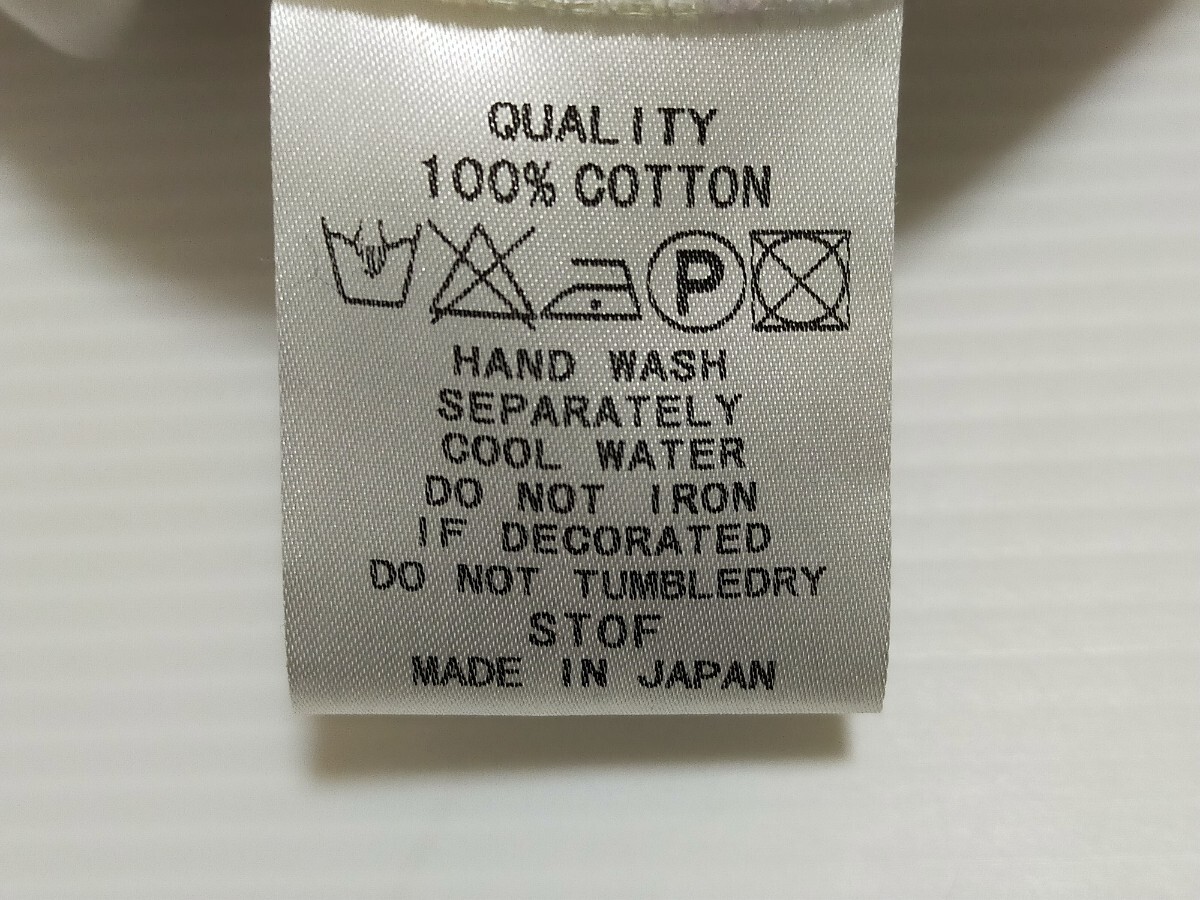 QUALITY
100% COTTON
P
HAND WASH
SEPARATELY
COOL WATER
DO NOT IRON
IF DECORATED
DO NOT TUMBLEDRY
STOF
MADE IN JAPAN